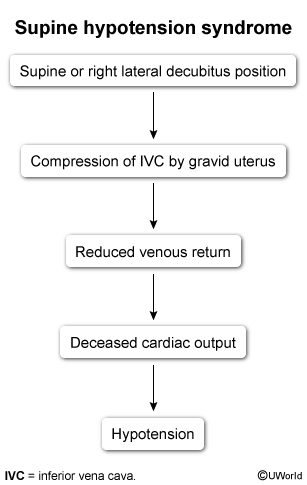 Supine hypotension syndrome
Supine or right lateral decubitus position
Compression of IVC by gravid uterus
Reduced venous return
Deceased cardiac output
Hypotension
IVC = inferior vena cava.
©UWorld